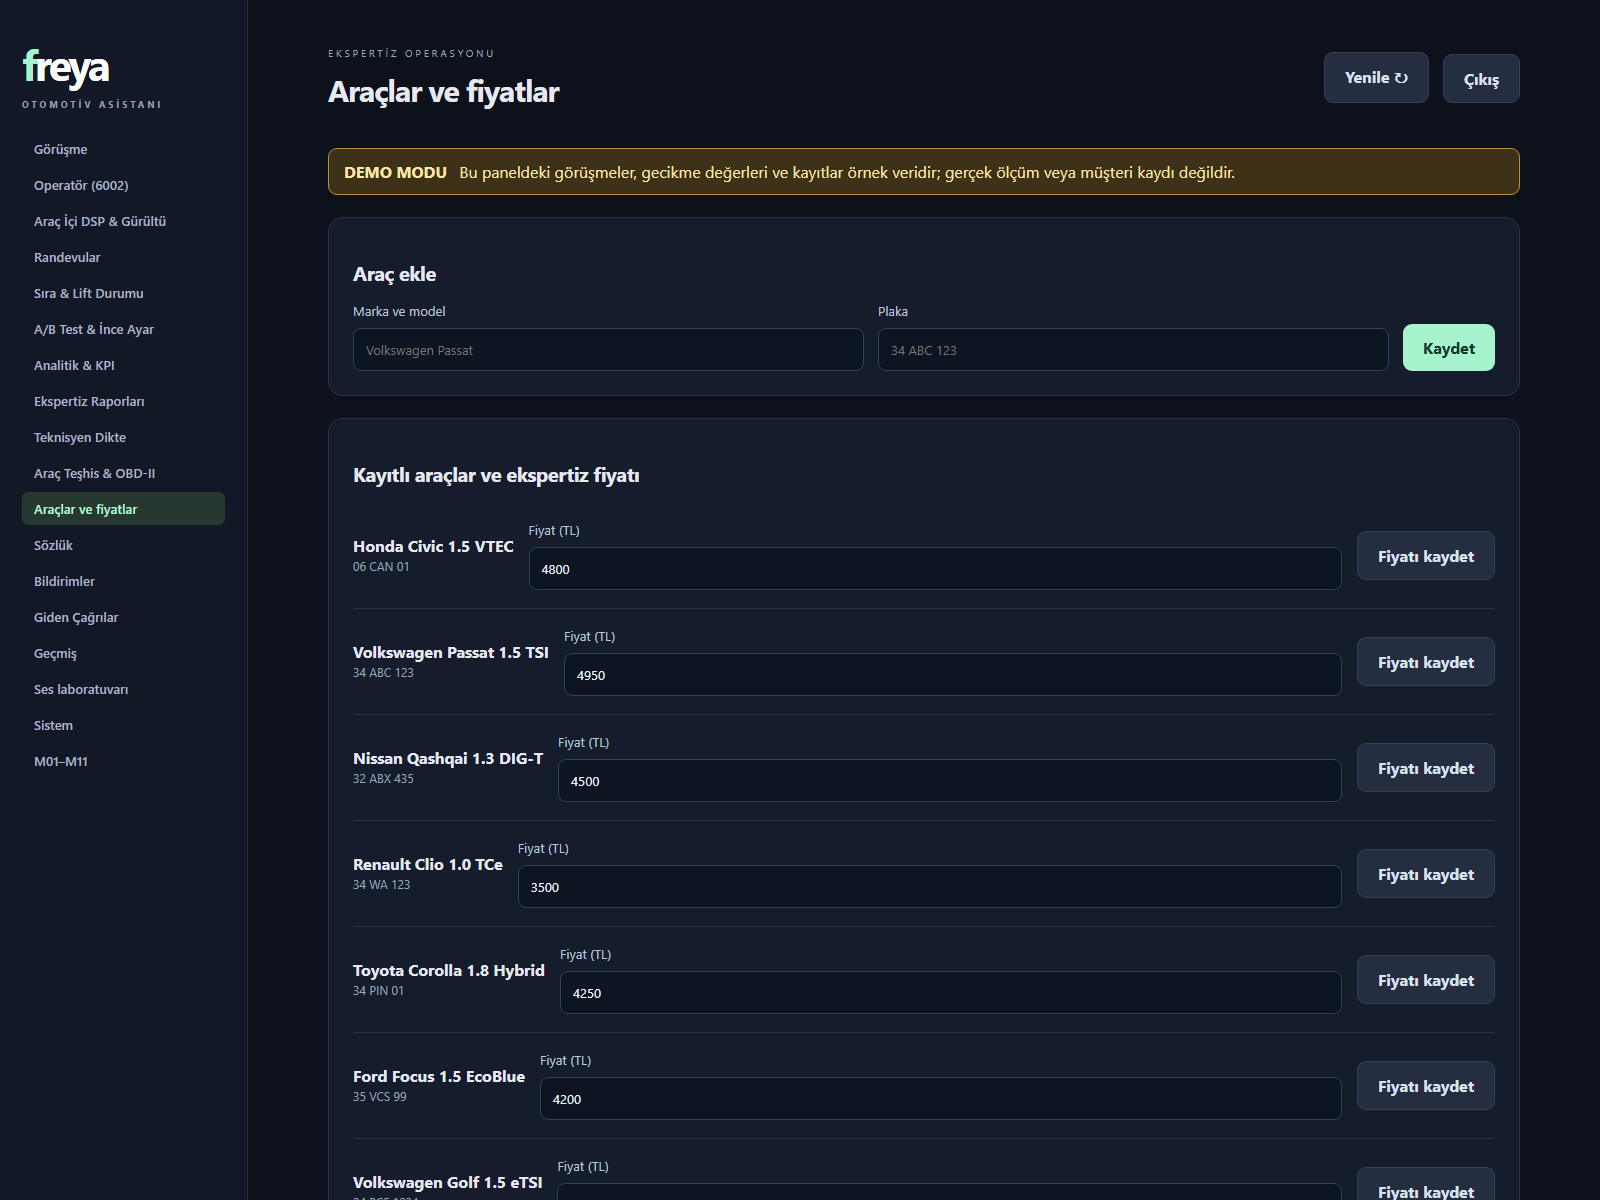 freya
OTOMOTİV ASİSTANI
Görüşme
Operatör (6002)
Araç İçi DSP & Gürültü
Randevular
Sıra & Lift Durumu
A/B Test & İnce Ayar
Analitik & KPI
Ekspertiz Raporları
Teknisyen Dikte
Araç Teşhis & OBD-II
Araçlar ve fiyatlar
Sözlük
Bildirimler
Giden Çağrılar
Geçmiş
Ses laboratuvarı
Sistem
M01–M11
EKSPERTİZ OPERASYONU
Araçlar ve fiyatlar
Yenile ↻
Çıkış
DEMO MODU Bu paneldeki görüşmeler, gecikme değerleri ve kayıtlar örnek veridir; gerçek ölçüm veya müşteri kaydı değildir.
Araç ekle
Marka ve model
Plaka
Volkswagen Passat
34 ABC 123
Kaydet
Kayıtlı araçlar ve ekspertiz fiyatı
Honda Civic 1.5 VTEC
06 CAN 01
Fiyat (TL)
4800
Fiyatı kaydet
Volkswagen Passat 1.5 TSI
34 ABC 123
Fiyat (TL)
4950
Fiyatı kaydet
Nissan Qashqai 1.3 DIG-T
32 ABX 435
Fiyat (TL)
4500
Fiyatı kaydet
Renault Clio 1.0 TCe
34 WA 123
Fiyat (TL)
3500
Fiyatı kaydet
Toyota Corolla 1.8 Hybrid
34 PIN 01
Fiyat (TL)
4250
Fiyatı kaydet
Ford Focus 1.5 EcoBlue
35 VCS 99
Fiyat (TL)
4200
Fiyatı kaydet
Volkswagen Golf 1.5 eTSI
Fiyat (TL)
Fiyatı kaydet